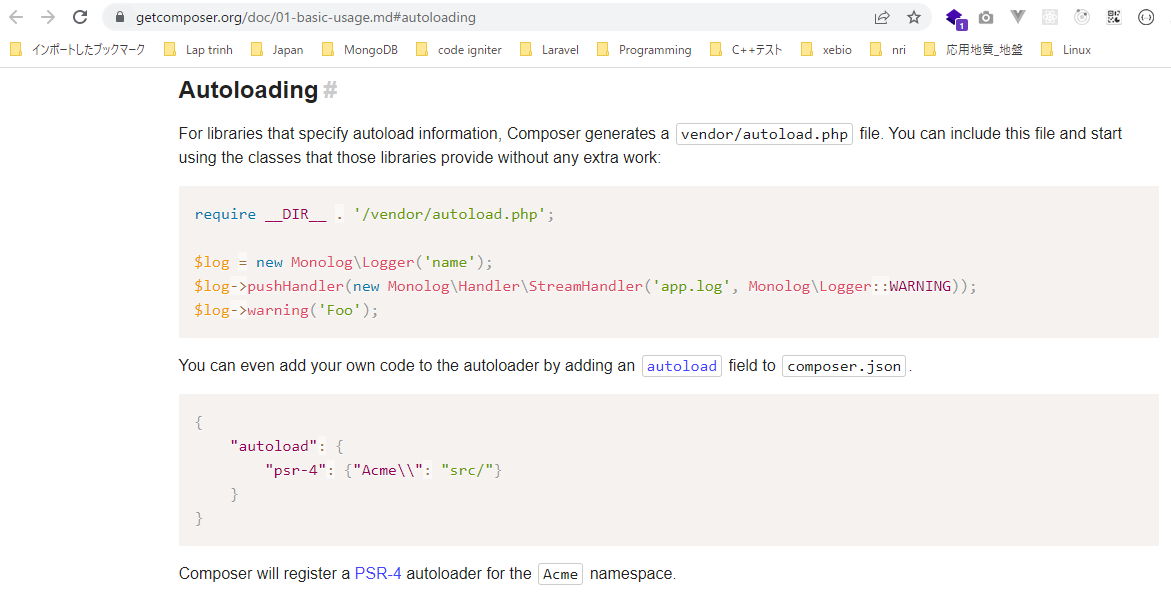 getcomposer.org/doc/01-basic-usage.md#autoloading
1
インポートしたブックマーク Lap trinh Japan MongoDB code igniter Laravel Programming C++テスト xebio nri 応用地質_地盤 Linux
Autoloading #
For libraries that specify autoload information, Composer generates a vendor/autoload.php file. You can include this file and start
using the classes that those libraries provide without any extra work:
require __DIR__ . '/vendor/autoload.php';
$log = new Monolog\Logger('name');
$log->pushHandler(new Monolog\Handler\StreamHandler('app.log', Monolog\Logger::WARNING));
$log->warning('Foo');
You can even add your own code to the autoloader by adding an autoload field to composer.json.
{
"autoload": {
"psr-4": {"Acme\\": "src/"}
}
}
Composer will register a PSR-4 autoloader for the Acme namespace.